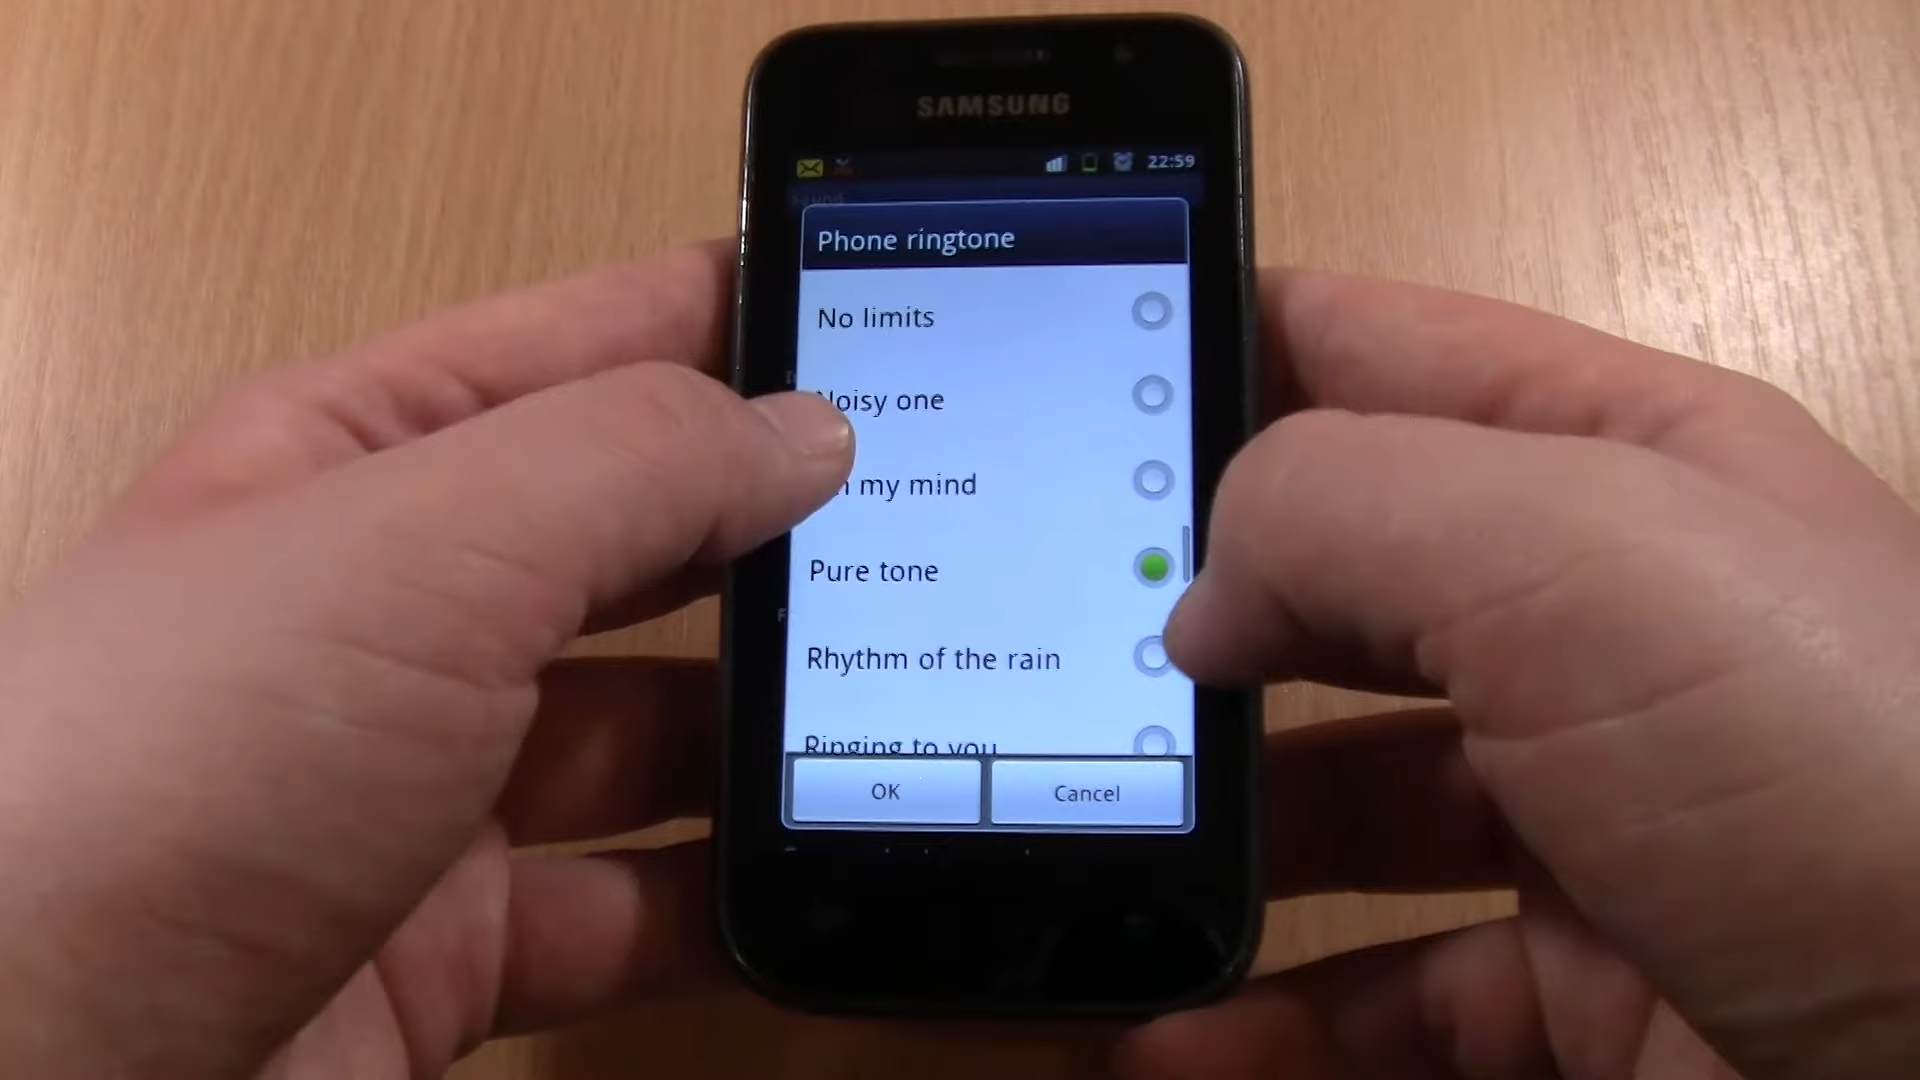 SAMSUNG
22:59
Sound
Phone ringtone
No limits
Noisy one
my mind
Pure tone
Rhythm of the rain
Ringing to you
OK
Cancel